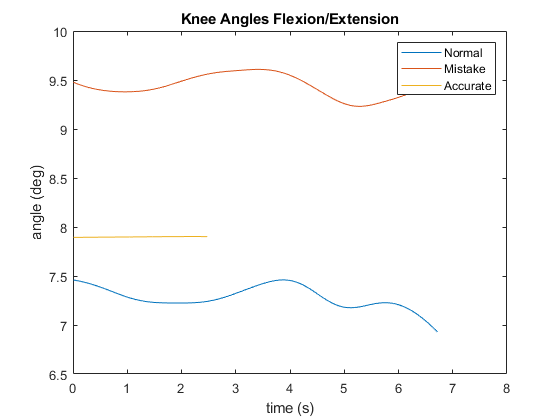 Knee Angles Flexion/Extension
Normal
Mistake
Accurate
10
9.5
9
8.5
8
7.5
7
6.5
angle (deg)
0 1 2 3 4 5 6 7 8
time (s)